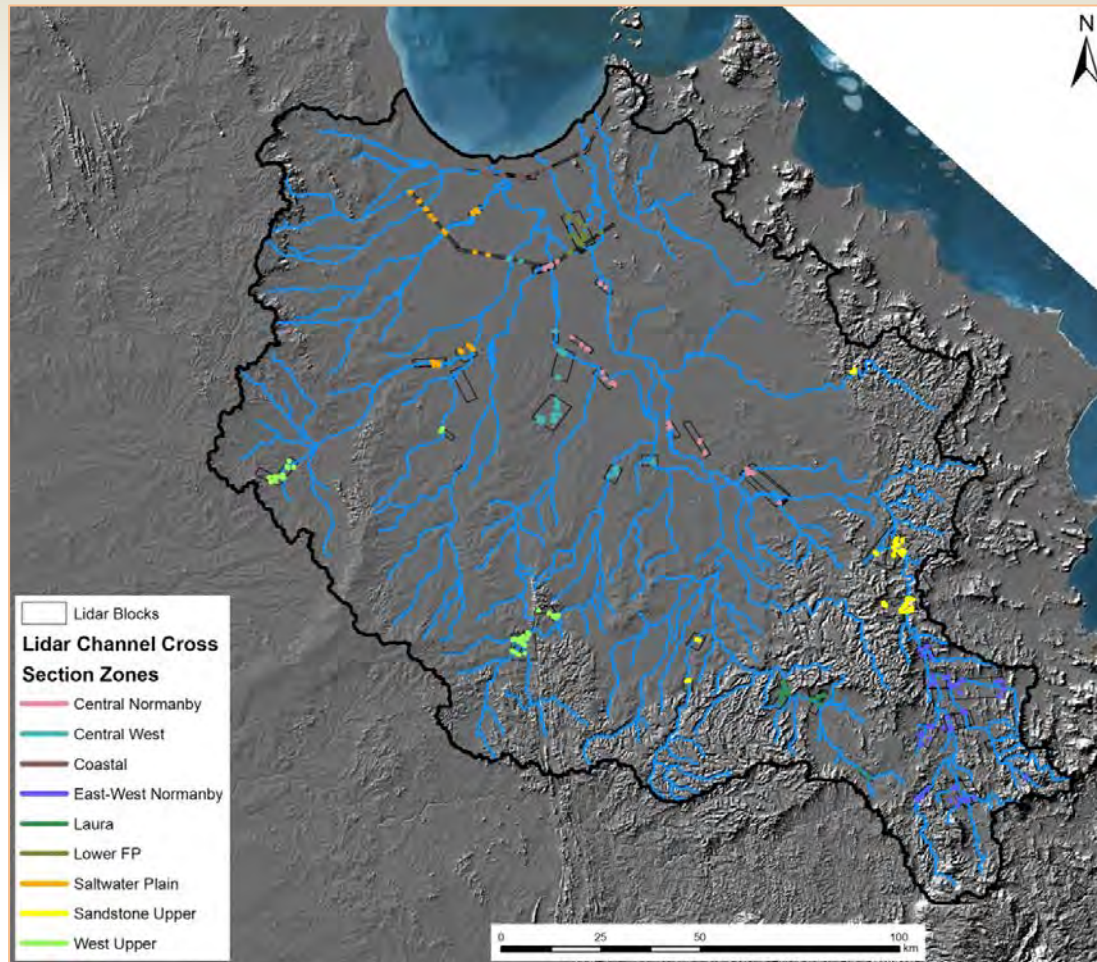 N
Lidar Blocks
Lidar Channel Cross
Section Zones
Central Normanby
Central West
Coastal
East-West Normanby
Laura
Lower FP
Saltwater Plain
Sandstone Upper
West Upper
0 25 50 100
km